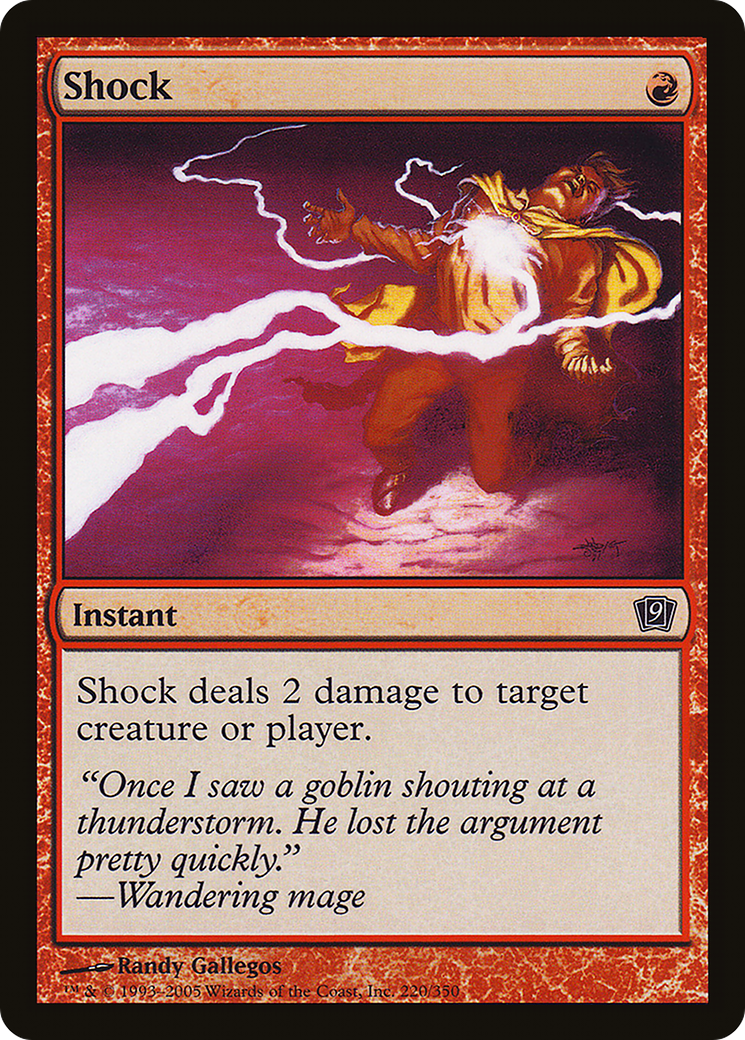 Shock
Instant
9
Shock deals 2 damage to target
creature or player.
“Once I saw a goblin shouting at a
thunderstorm. He lost the argument
pretty quickly.”
—Wandering mage
Randy Gallegos
™ & © 1993–2005 Wizards of the Coast, Inc. 220/350